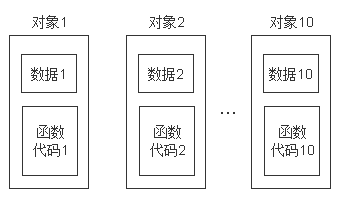 对象1
数据1
函数
代码1
对象2
数据2
函数
代码2
…
对象10
数据10
函数
代码10